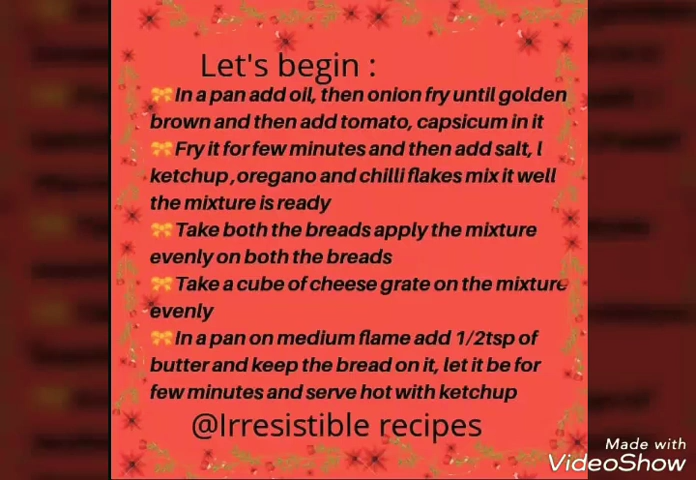 Let's begin :
🎀In a pan add oil, then onion fry until golden
brown and then add tomato, capsicum in it
🎀Fry it for few minutes and then add salt, l
ketchup ,oregano and chilli flakes mix it well
the mixture is ready
🎀Take both the breads apply the mixture
evenly on both the breads
🎀Take a cube of cheese grate on the mixture
evenly
🎀In a pan on medium flame add 1/2tsp of
butter and keep the bread on it, let it be for
few minutes and serve hot with ketchup
@Irresistible recipes
Made with
VideoShow